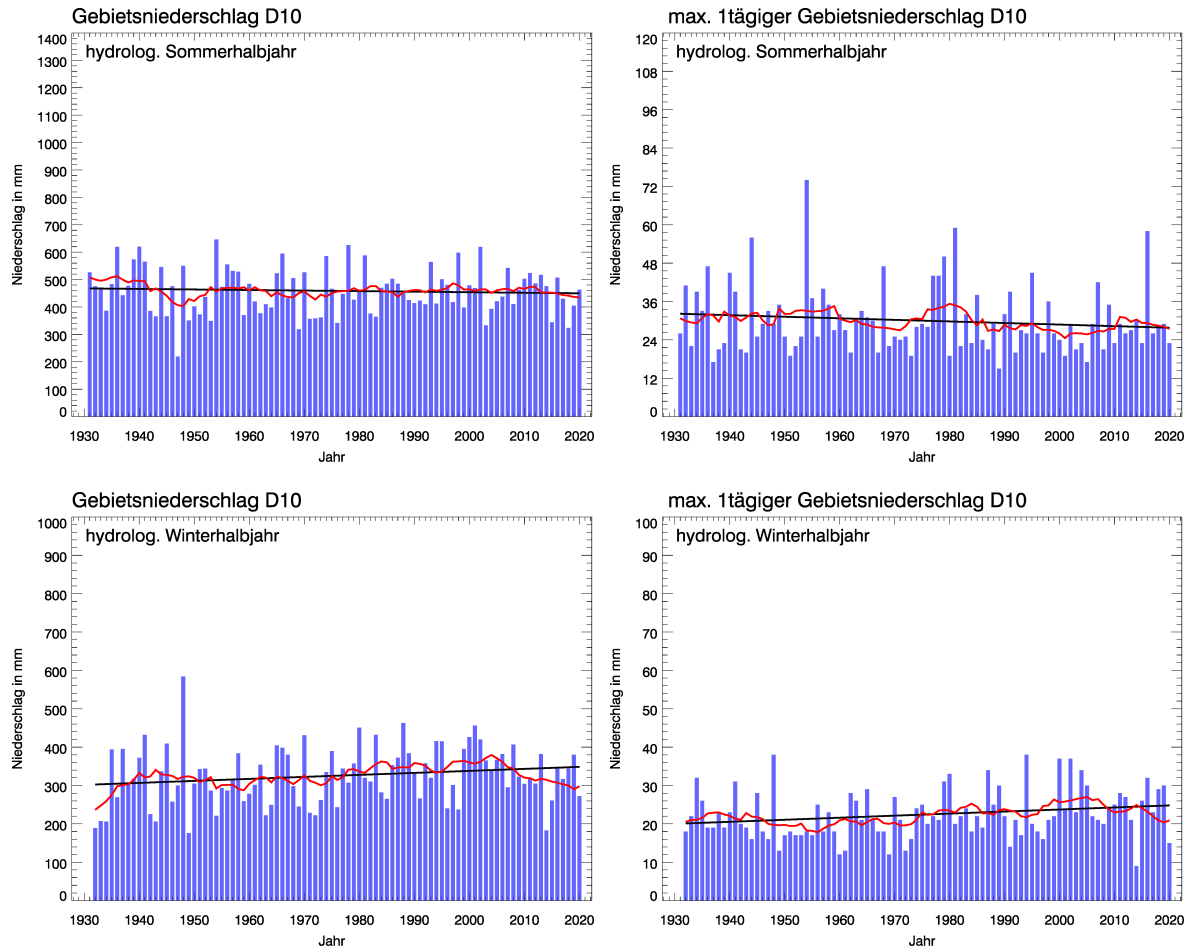 Gebietsniederschlag D10
hydrolog. Sommerhalbjahr
Niederschlag in mm
1400
1300
1200
1100
1000
900
800
700
600
500
400
300
200
100
0
1930 1940 1950 1960 1970 1980 1990 2000 2010 2020
Jahr
max. 1tägiger Gebietsniederschlag D10
hydrolog. Sommerhalbjahr
Niederschlag in mm
120
108
96
84
72
60
48
36
24
12
0
1930 1940 1950 1960 1970 1980 1990 2000 2010 2020
Jahr
Gebietsniederschlag D10
hydrolog. Winterhalbjahr
Niederschlag in mm
1000
900
800
700
600
500
400
300
200
100
0
1930 1940 1950 1960 1970 1980 1990 2000 2010 2020
Jahr
max. 1tägiger Gebietsniederschlag D10
hydrolog. Winterhalbjahr
Niederschlag in mm
100
90
80
70
60
50
40
30
20
10
0
1930 1940 1950 1960 1970 1980 1990 2000 2010 2020
Jahr